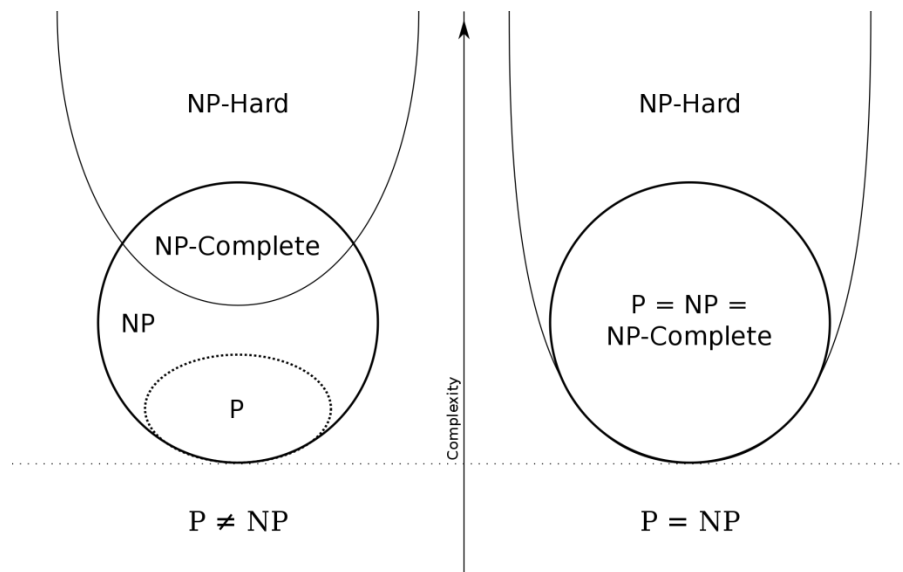 NP-Hard
NP-Complete
NP
P
P ≠ NP
Complexity
NP-Hard
P = NP =
NP-Complete
P = NP